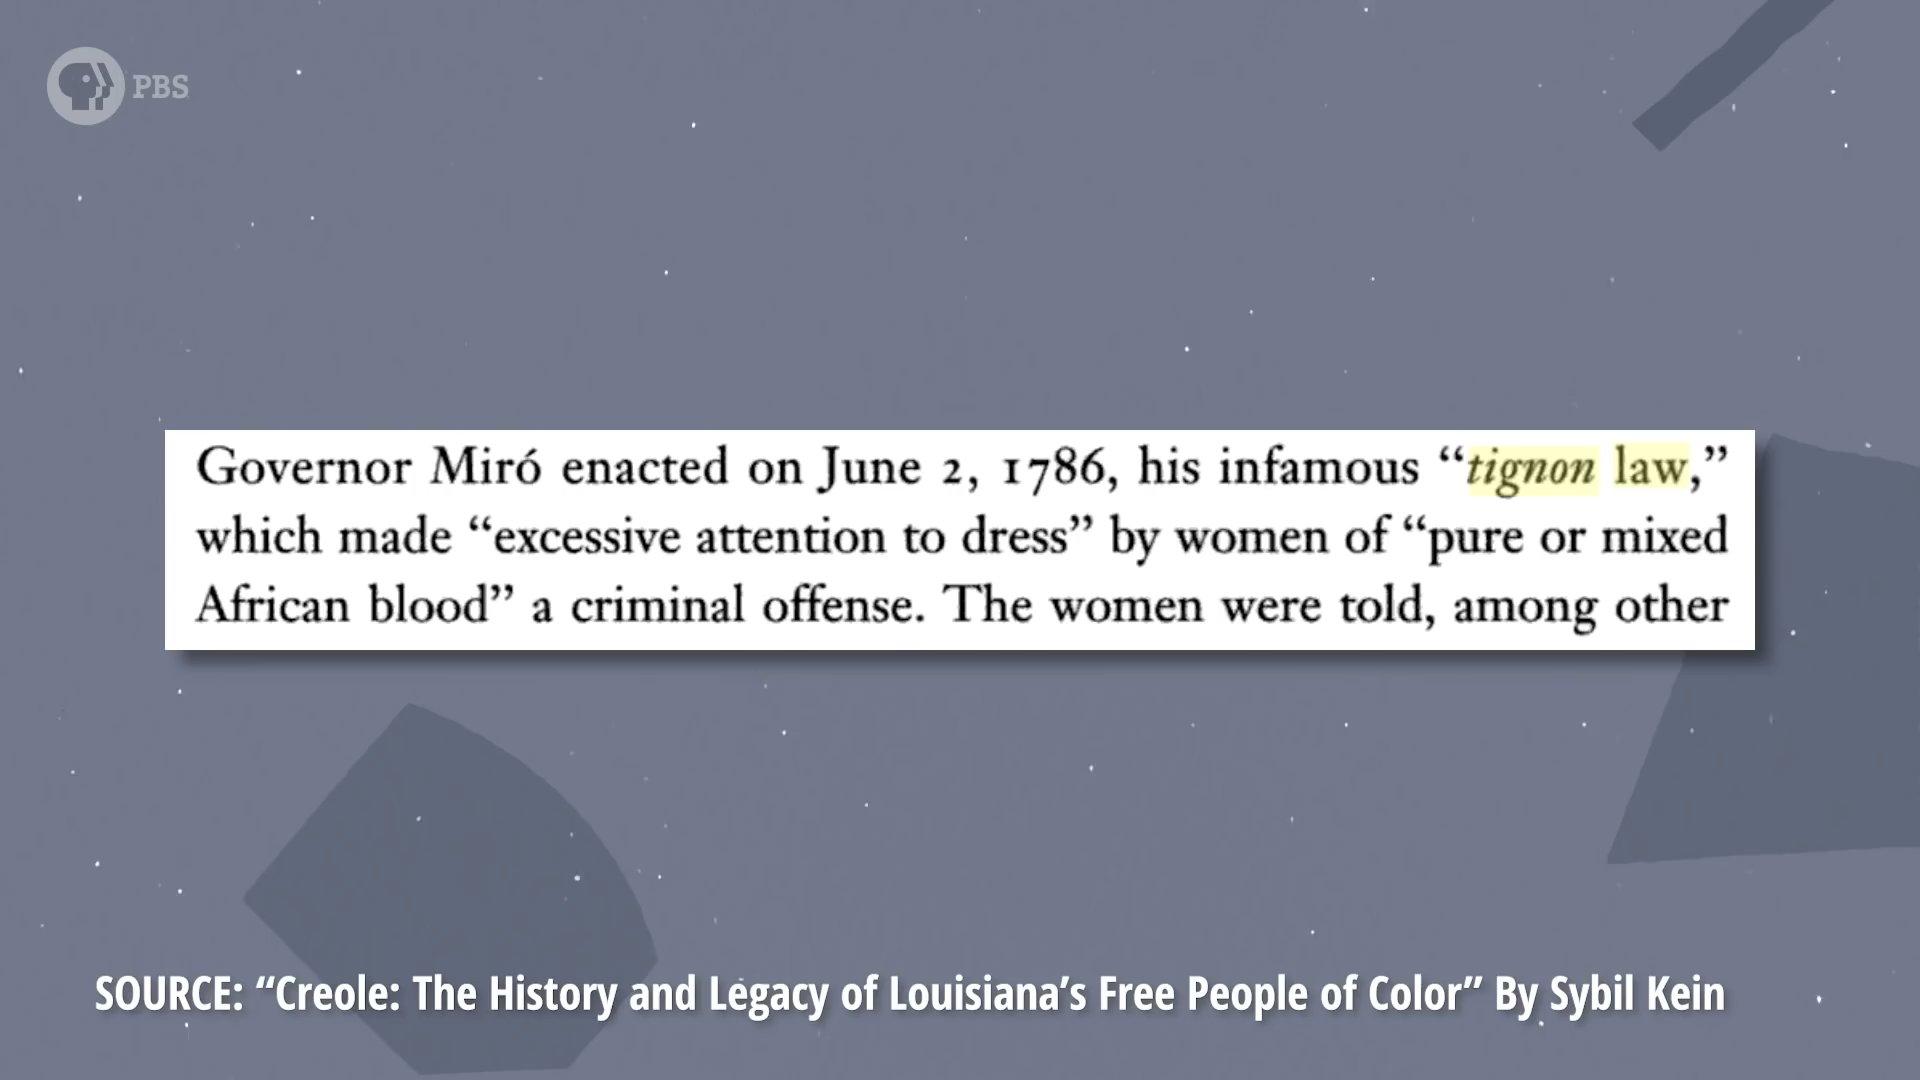 PBS
Governor Miró enacted on June 2, 1786, his infamous “tignon law,”
which made “excessive attention to dress” by women of “pure or mixed
African blood” a criminal offense. The women were told, among other
SOURCE: “Creole: The History and Legacy of Louisiana’s Free People of Color” By Sybil Kein